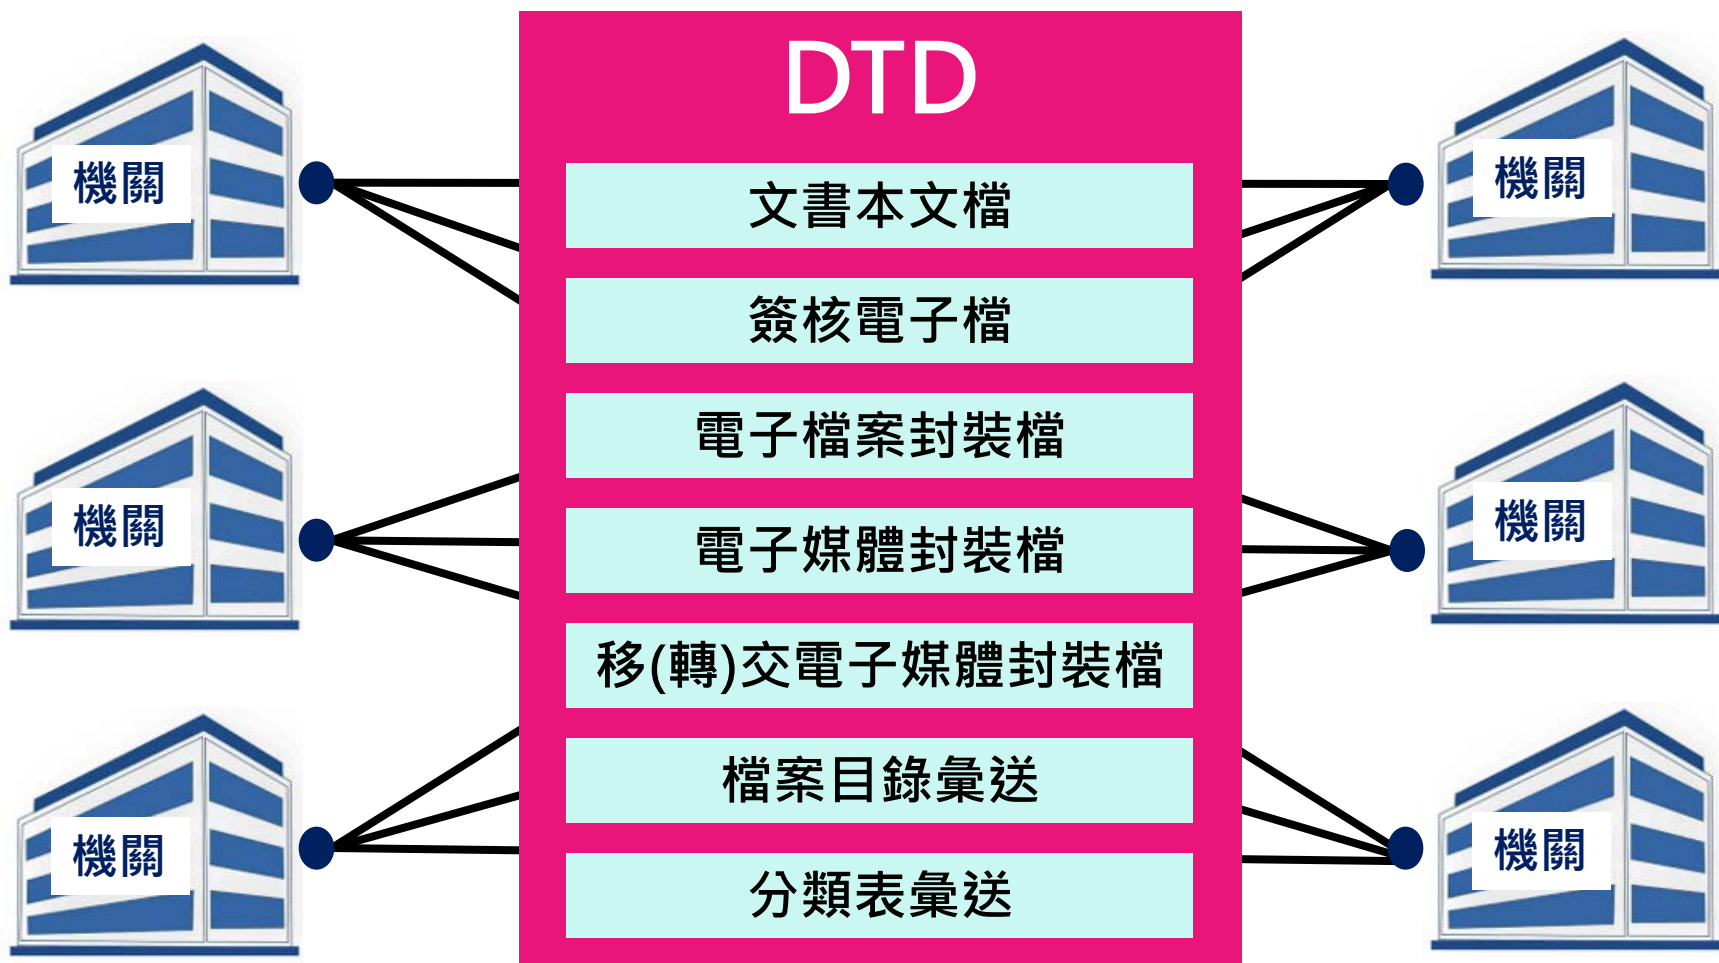 DTD
機關
機關
文書本文檔
簽核電子檔
電子檔案封裝檔
機關
機關
電子媒體封裝檔
移(轉)交電子媒體封裝檔
檔案目錄彙送
機關
機關
分類表彙送